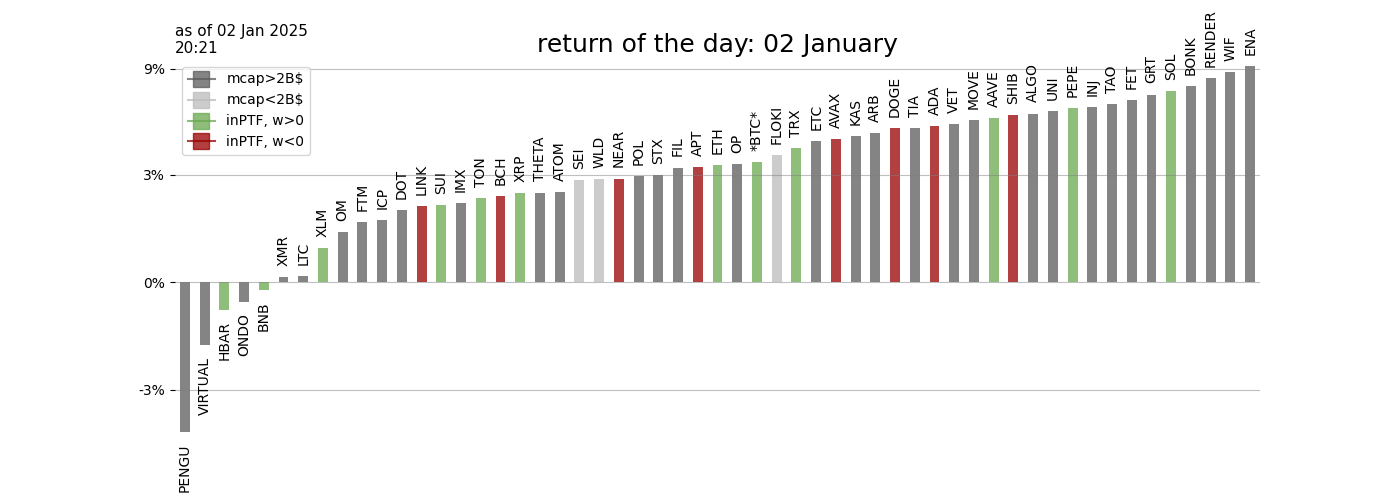 as of 02 Jan 2025
20:21
return of the day: 02 January
9%
3%
0%
-3%
mcap>2B$
mcap<2B$
inPTF, w>0
inPTF, w<0
PENGU
VIRTUAL
HBAR
ONDO
BNB
XMR
LTC
XLM
OM
FTM
ICP
DOT
LINK
SUI
IMX
TON
BCH
XRP
THETA
ATOM
SEI
WLD
NEAR
POL
STX
FIL
APT
ETH
OP
*BTC*
FLOKI
TRX
ETC
AVAX
KAS
ARB
DOGE
TIA
ADA
VET
MOVE
AAVE
SHIB
ALGO
UNI
PEPE
INJ
TAO
FET
GRT
SOL
BONK
RENDER
WIF
ENA